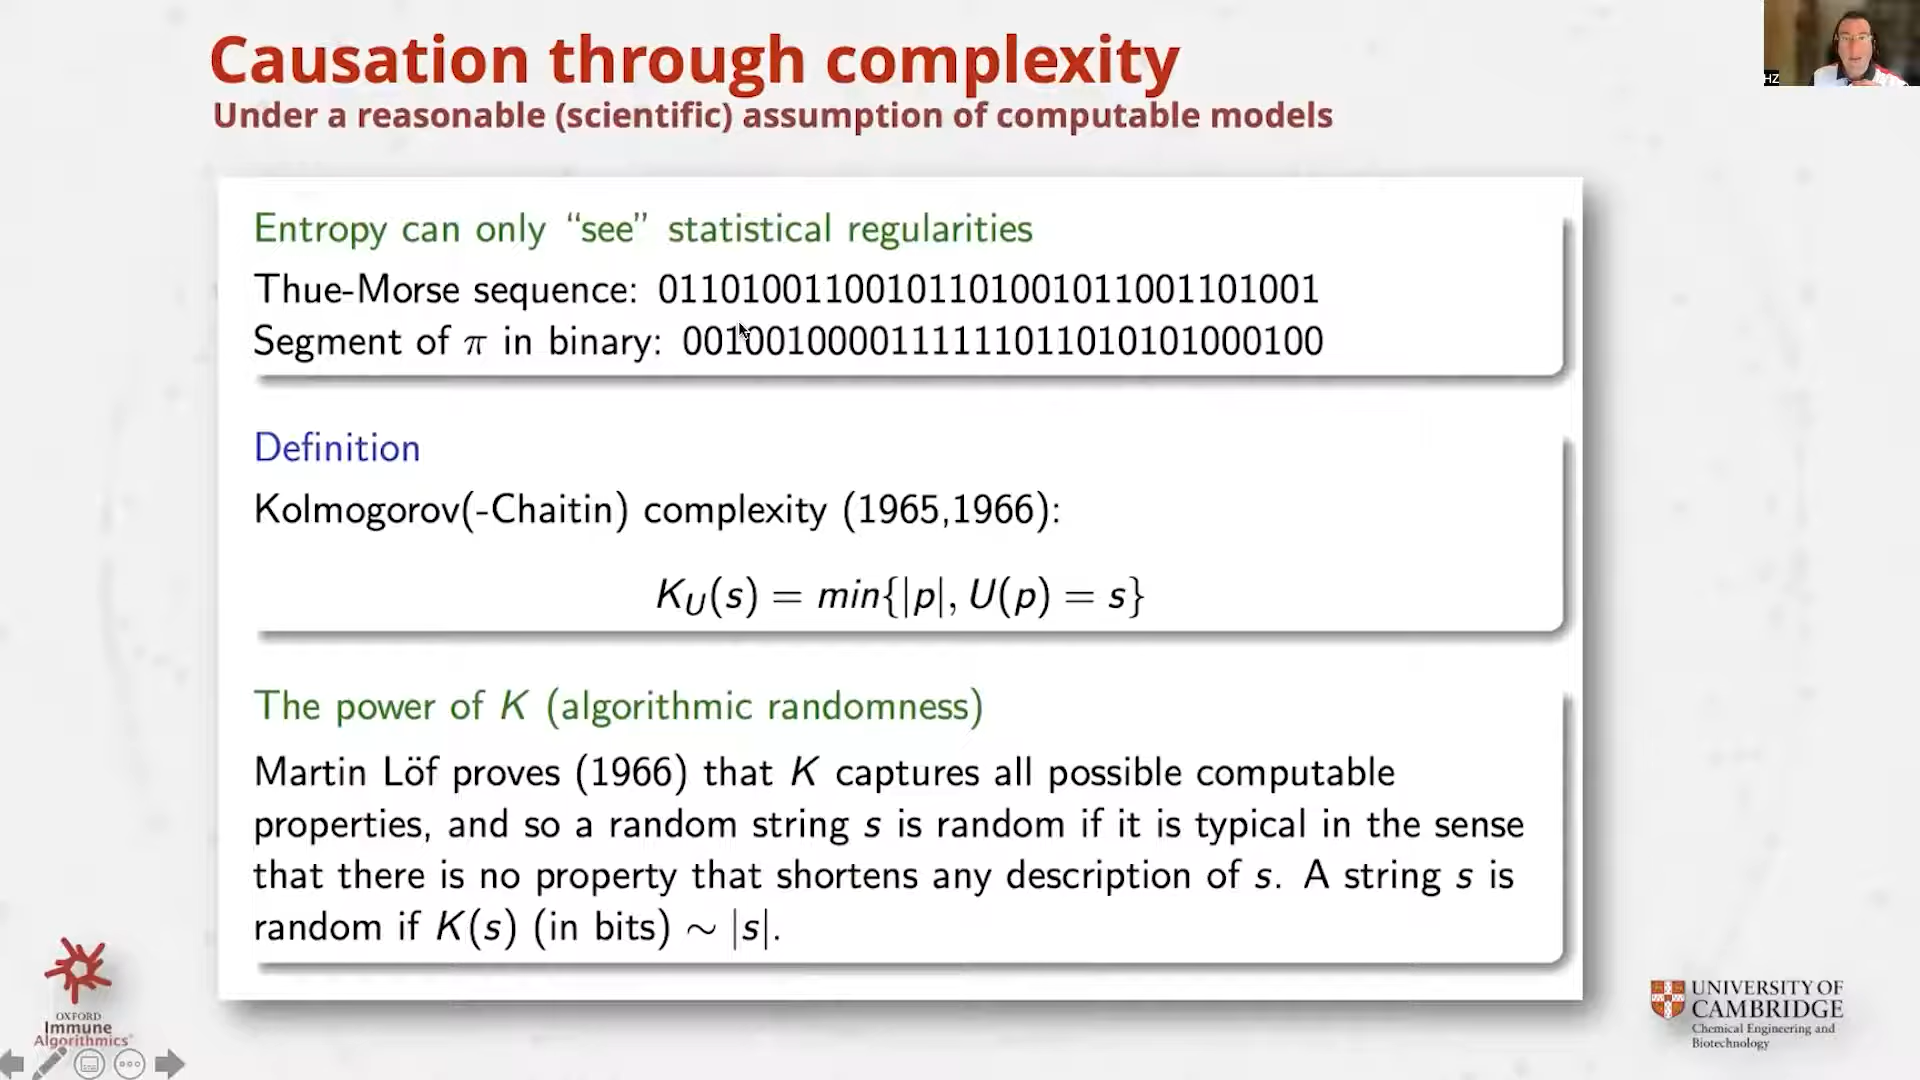 Causation through complexity
Under a reasonable (scientific) assumption of computable models
HZ
Entropy can only “see” statistical regularities
Thue-Morse sequence: 01101001100101101001011001101001
Segment of π in binary: 0010010000111111011010101000100
Definition
Kolmogorov(-Chaitin) complexity (1965,1966):
K_U(s) = min{|p|, U(p) = s}
The power of K (algorithmic randomness)
Martin Löf proves (1966) that K captures all possible computable
properties, and so a random string s is random if it is typical in the sense
that there is no property that shortens any description of s. A string s is
random if K(s) (in bits) ∼ |s|.
OXFORD
Immune
Algorithmics
UNIVERSITY OF
CAMBRIDGE
Chemical Engineering and
Biotechnology